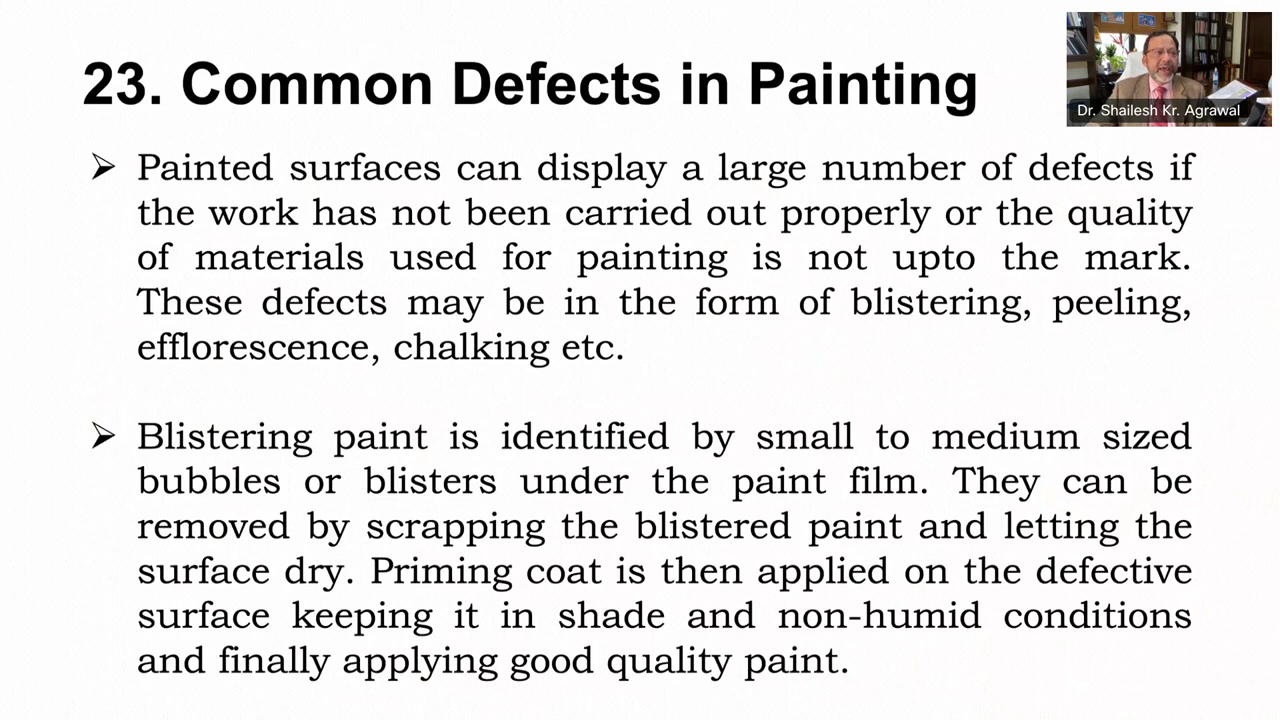 23. Common Defects in Painting
Dr. Shailesh Kr. Agrawal
➢ Painted surfaces can display a large number of defects if
the work has not been carried out properly or the quality
of materials used for painting is not upto the mark.
These defects may be in the form of blistering, peeling,
efflorescence, chalking etc.
➢ Blistering paint is identified by small to medium sized
bubbles or blisters under the paint film. They can be
removed by scrapping the blistered paint and letting the
surface dry. Priming coat is then applied on the defective
surface keeping it in shade and non-humid conditions
and finally applying good quality paint.